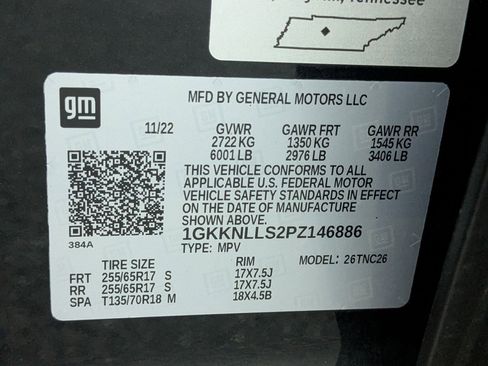 Tennessee
gm
MFD BY GENERAL MOTORS LLC
11/22 GVWR GAWR FRT GAWR RR
2722 KG 1350 KG 1545 KG
6001 LB 2976 LB 3406 LB
THIS VEHICLE CONFORMS TO ALL
APPLICABLE U.S. FEDERAL MOTOR
VEHICLE SAFETY STANDARDS IN EFFECT
ON THE DATE OF MANUFACTURE
SHOWN ABOVE.
384A
1GKKNLLS2PZ146886
TYPE: MPV MODEL: 26TNC26
TIRE SIZE RIM
FRT 255/65R17 S 17X7.5J
RR 255/65R17 S 17X7.5J
SPA T135/70R18 M 18X4.5B